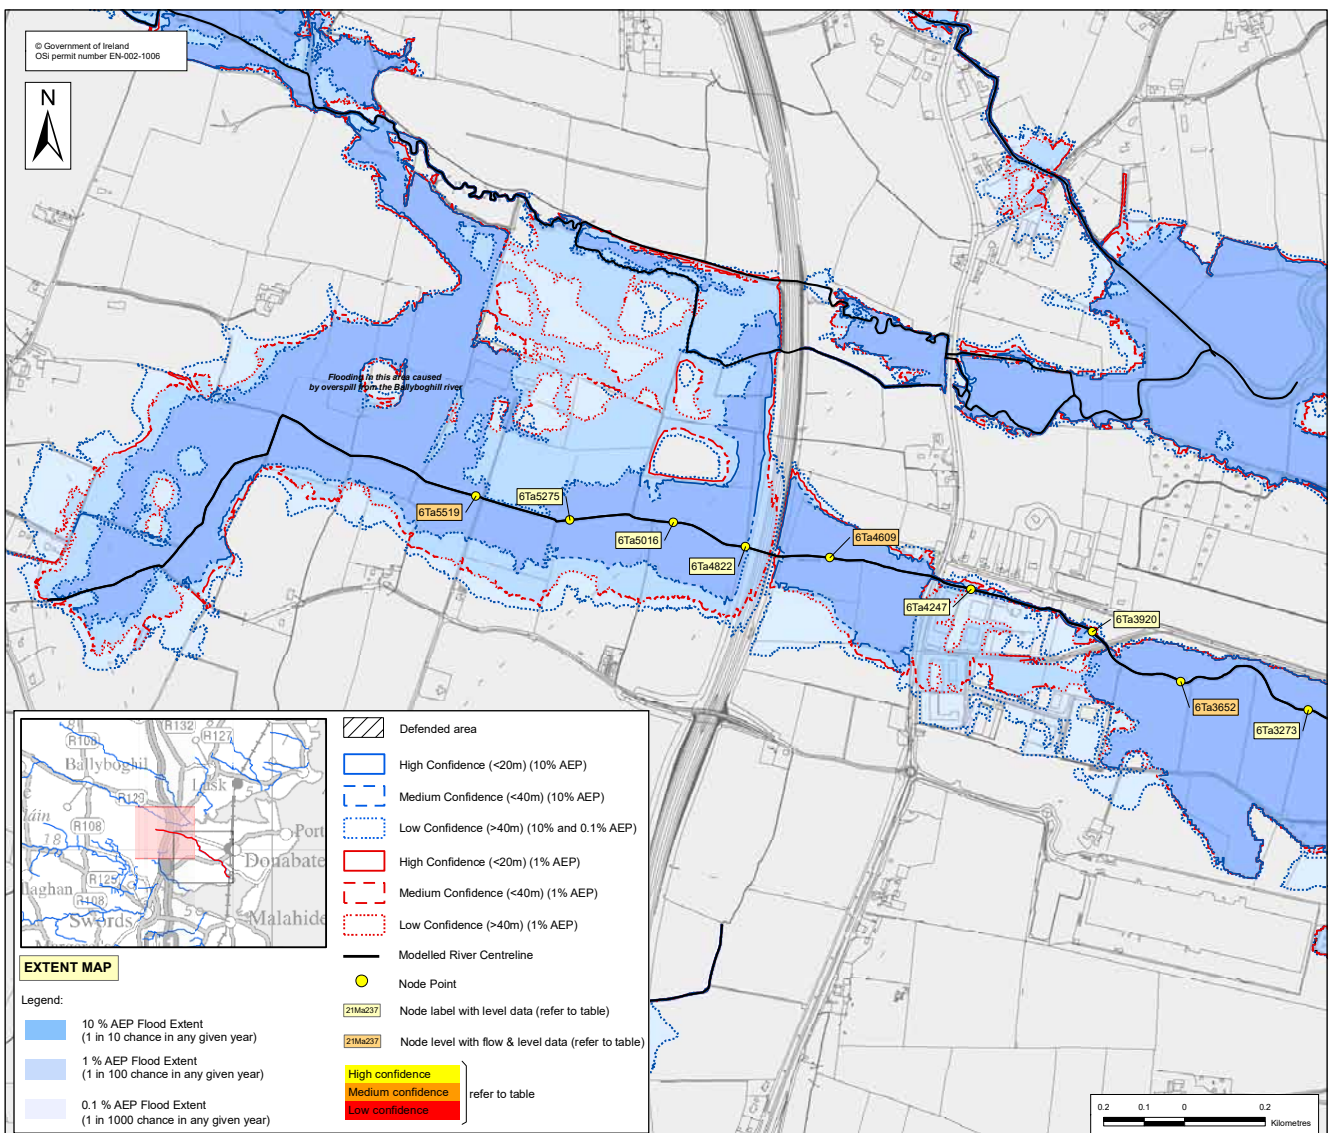 © Government of Ireland
OSi permit number EN-002-1006
N
Flooding in this area caused
by overspill from the Ballyboghill river
6Ta5519
6Ta5275
6Ta5016
6Ta4822
6Ta4609
6Ta4247
6Ta3920
6Ta3652
6Ta3273
R132
R108
R127
Ballyboghil
Lusk
5
R129
R108
18
Port
Donabate
R125
R108
Swords
5
Malahide
EXTENT MAP
Legend:
10 % AEP Flood Extent
(1 in 10 chance in any given year)
1 % AEP Flood Extent
(1 in 100 chance in any given year)
0.1 % AEP Flood Extent
(1 in 1000 chance in any given year)
Defended area
High Confidence (<20m) (10% AEP)
Medium Confidence (<40m) (10% AEP)
Low Confidence (>40m) (10% and 0.1% AEP)
High Confidence (<20m) (1% AEP)
Medium Confidence (<40m) (1% AEP)
Low Confidence (>40m) (1% AEP)
Modelled River Centreline
Node Point
21Ma237 Node label with level data (refer to table)
21Ma237 Node level with flow & level data (refer to table)
High confidence
Medium confidence
Low confidence
refer to table
0.2 0.1 0 0.2
Kilometres